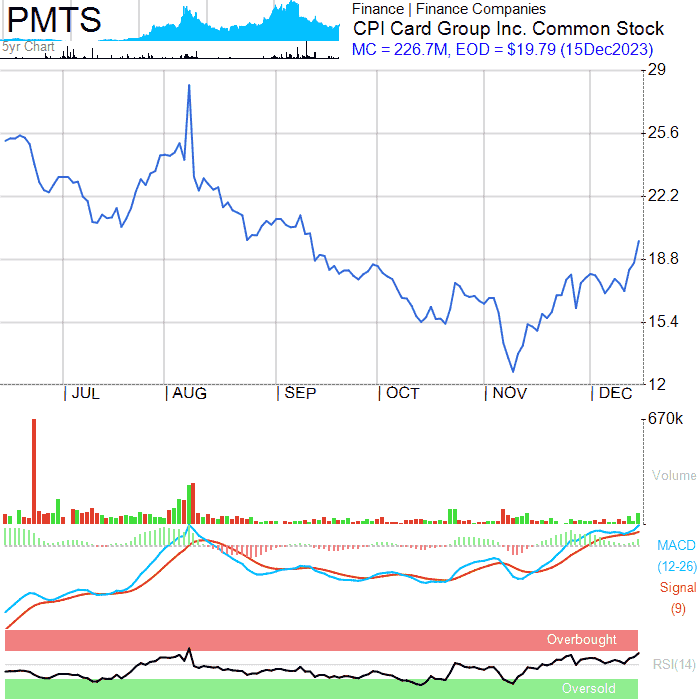 PMTS
5yr Chart
Finance | Finance Companies
CPI Card Group Inc. Common Stock
MC = 226.7M, EOD = $19.79 (15Dec2023)
29
25.6
22.2
18.8
15.4
12
JUL AUG SEP OCT NOV DEC
670k
Volume
MACD
(12-26)
Signal
(9)
Overbought
RSI(14)
Oversold